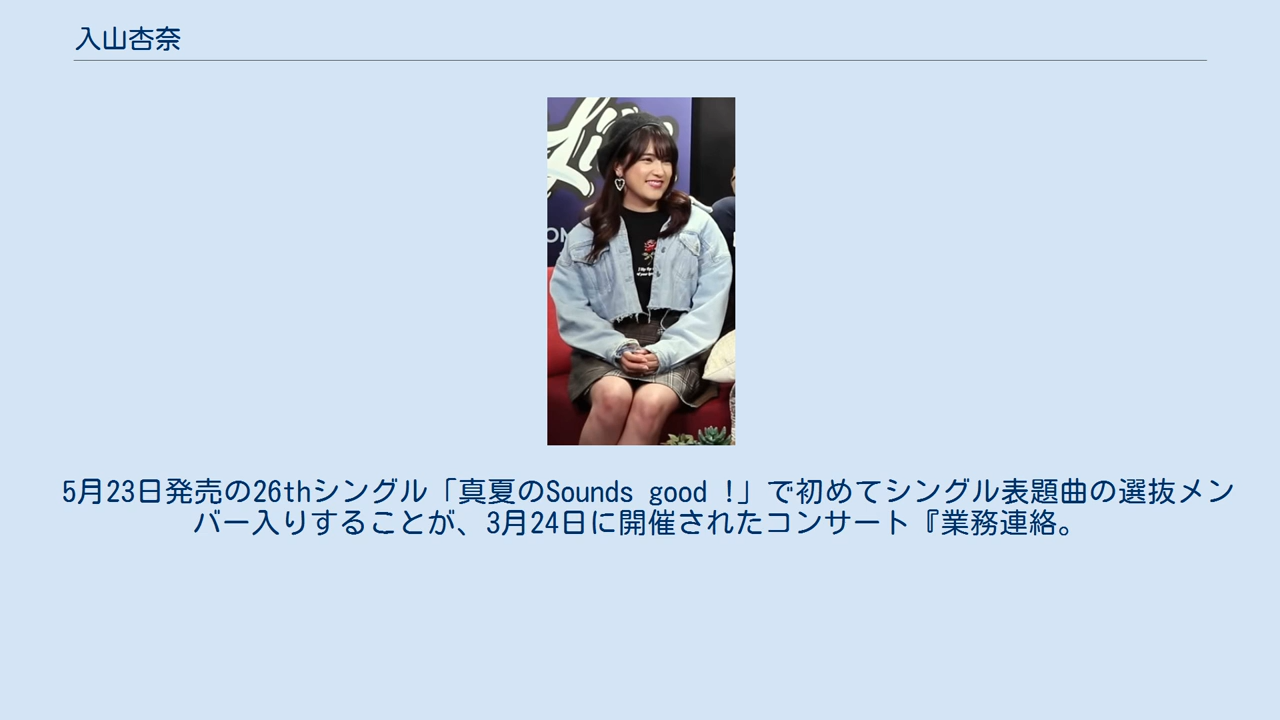 入山杏奈
5月23日発売の26thシングル「真夏のSounds good !」で初めてシングル表題曲の選抜メン
バー入りすることが、3月24日に開催されたコンサート『業務連絡。